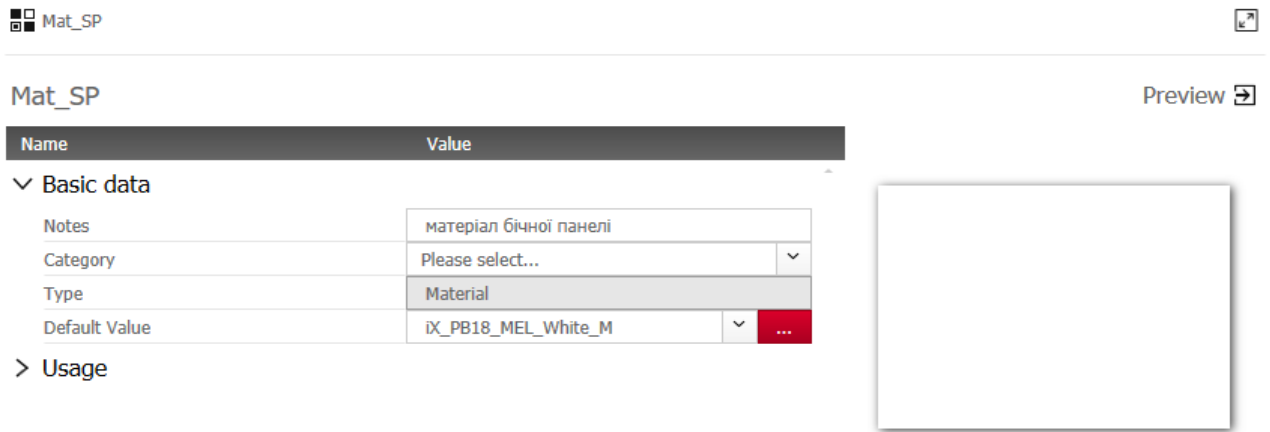 Mat_SP
Mat_SP
Preview
Name Value
Basic data
Notes матеріал бічної панелі
Category Please select...
Type Material
Default Value iX_PB18_MEL_White_M ...
Usage